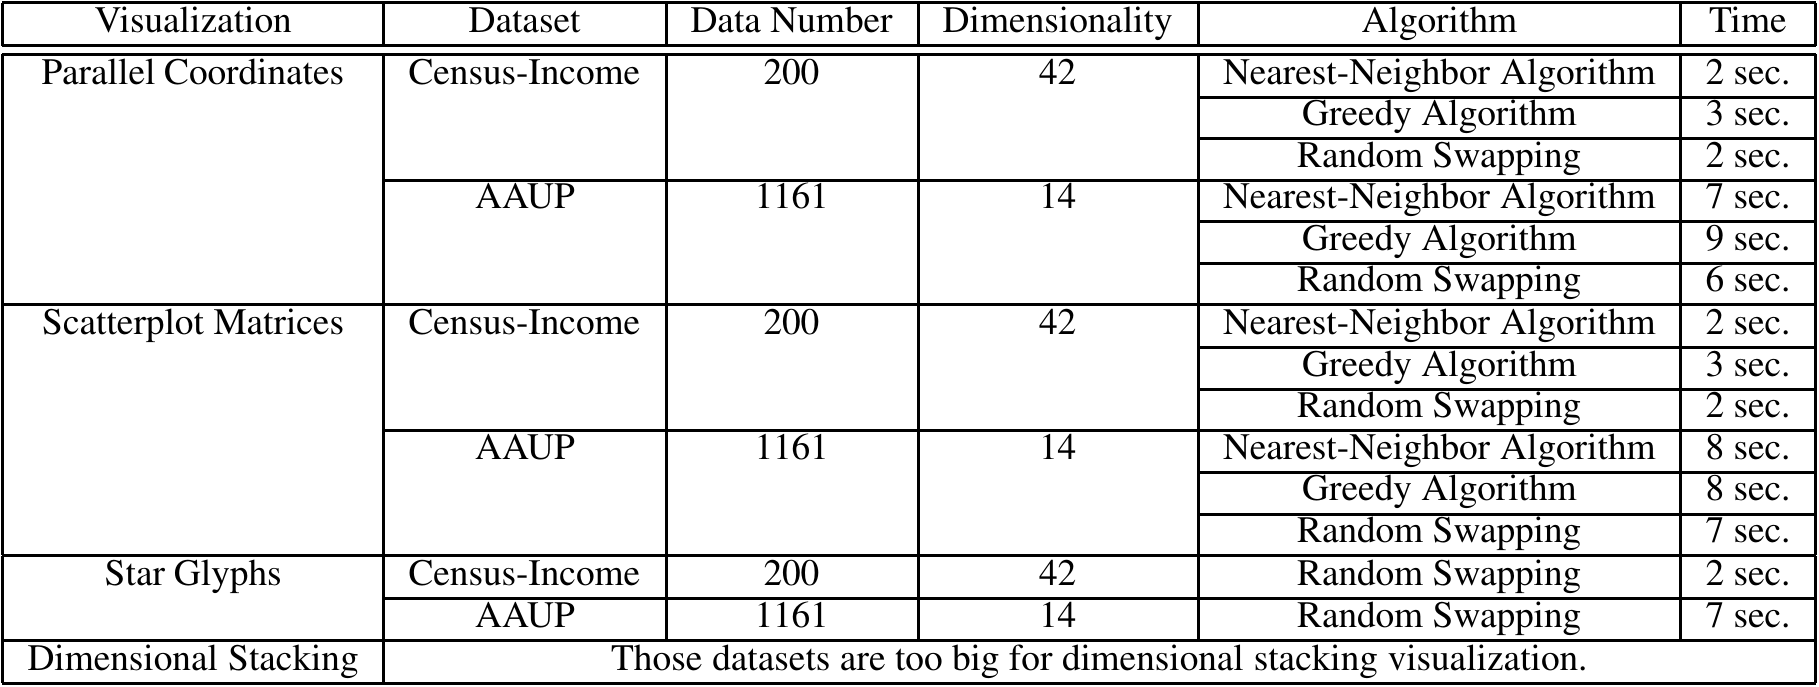 Visualization Dataset Data Number Dimensionality Algorithm Time
Parallel Coordinates Census-Income 200 42 Nearest-Neighbor Algorithm 2 sec.
Greedy Algorithm 3 sec.
Random Swapping 2 sec.
AAUP 1161 14 Nearest-Neighbor Algorithm 7 sec.
Greedy Algorithm 9 sec.
Random Swapping 6 sec.
Scatterplot Matrices Census-Income 200 42 Nearest-Neighbor Algorithm 2 sec.
Greedy Algorithm 3 sec.
Random Swapping 2 sec.
AAUP 1161 14 Nearest-Neighbor Algorithm 8 sec.
Greedy Algorithm 8 sec.
Random Swapping 7 sec.
Star Glyphs Census-Income 200 42 Random Swapping 2 sec.
AAUP 1161 14 Random Swapping 7 sec.
Dimensional Stacking Those datasets are too big for dimensional stacking visualization.